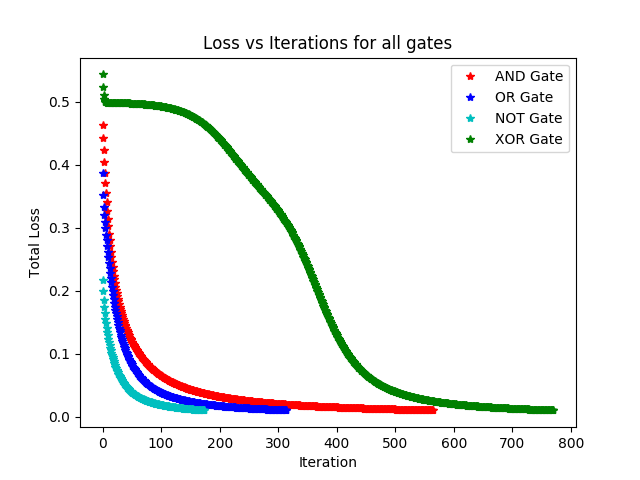 Loss vs Iterations for all gates
AND Gate
OR Gate
NOT Gate
XOR Gate
0.5
0.4
0.3
0.2
0.1
0.0
Total Loss
0 100 200 300 400 500 600 700 800
Iteration